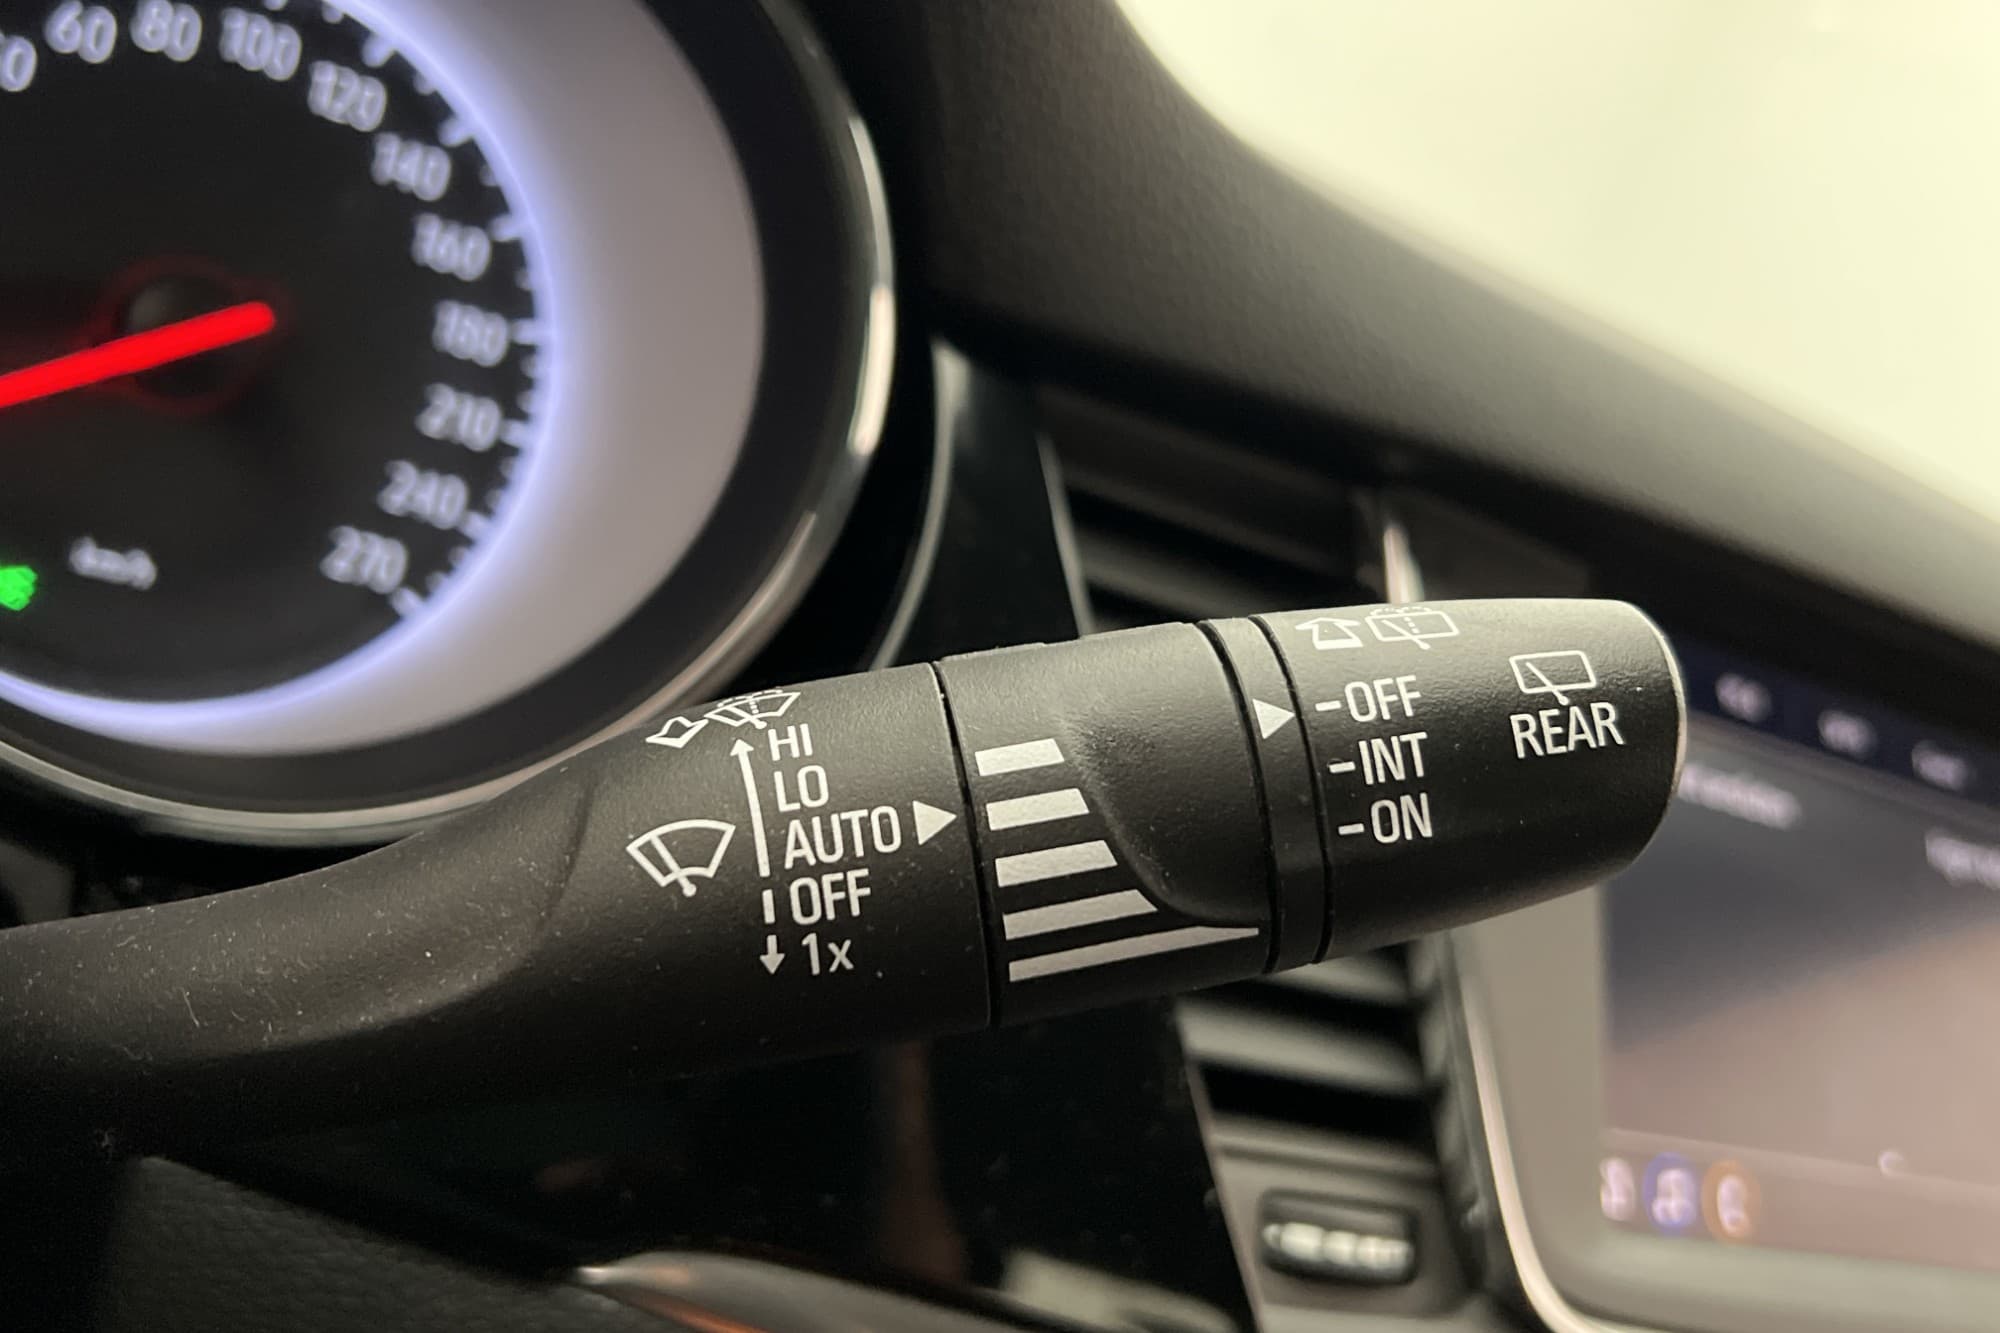 60
80
100
120
140
160
180
210
240
270
km/h
HI
LO
AUTO
OFF
1x
-OFF
-INT
-ON
REAR